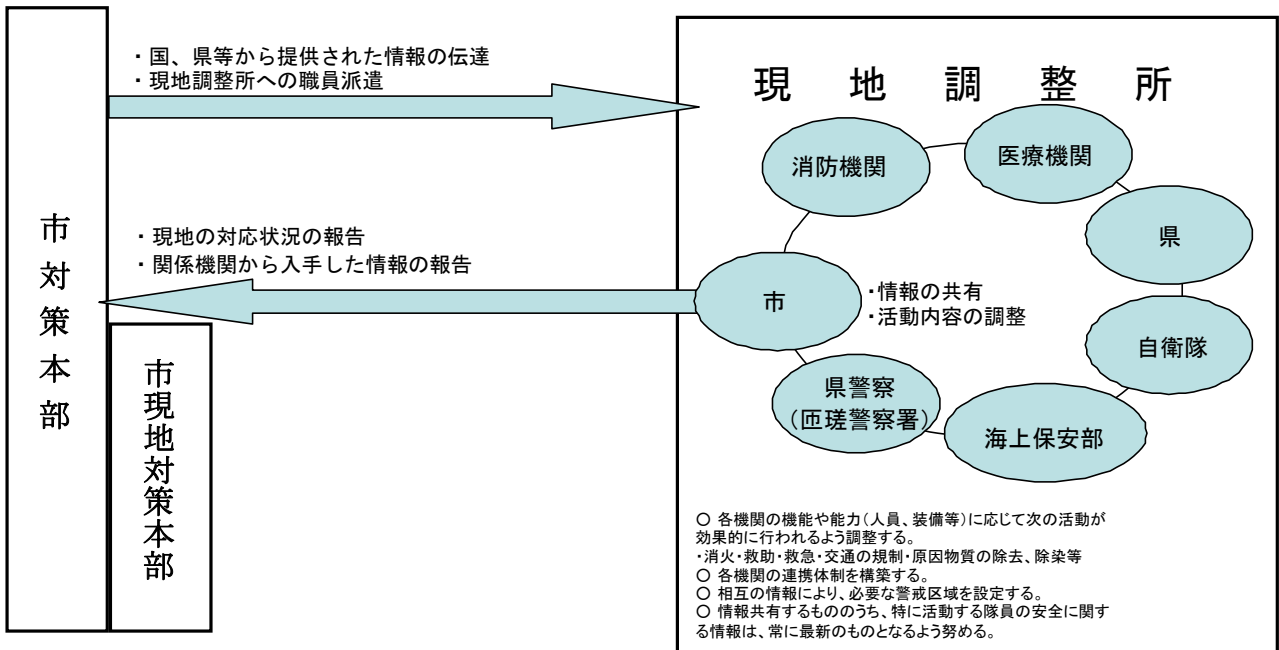 ・国、県等から提供された情報の伝達
・現地調整所への職員派遣
市対策本部
・現地の対応状況の報告
・関係機関から入手した情報の報告
市現地対策本部
現地調整所
消防機関
医療機関
県
市
・情報の共有
・活動内容の調整
自衛隊
県警察
（匝瑳警察署）
海上保安部
○ 各機関の機能や能力（人員、装備等）に応じて次の活動が
効果的に行われるよう調整する。
・消火・救助・救急・交通の規制・原因物質の除去、除染等
○ 各機関の連携体制を構築する。
○ 相互の情報により、必要な警戒区域を設定する。
○ 情報共有するもののうち、特に活動する隊員の安全に関す
る情報は、常に最新のものとなるよう努める。